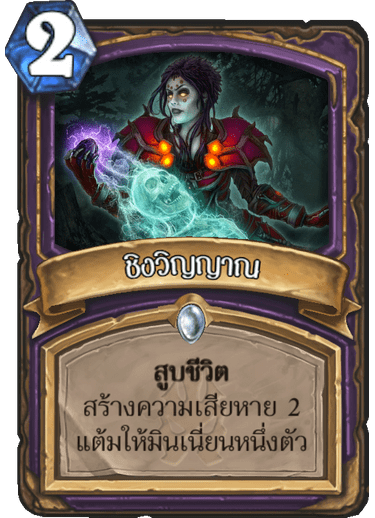 2
ชิงวิญญาณ
สูบชีวิต
สร้างความเสียหาย 2
แต้มให้มินเนี่ยนหนึ่งตัว